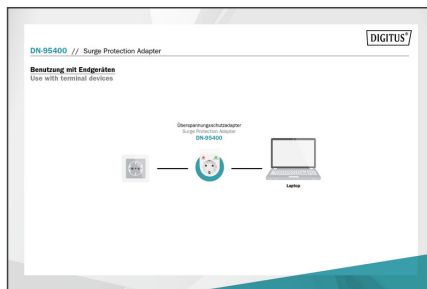 DIGITUS®
DN-95400 // Surge Protection Adapter
Benutzung mit Endgeräten
Use with terminal devices
Überspannungsschutzadapter
Surge Protection Adapter
DN-95400
Laptop